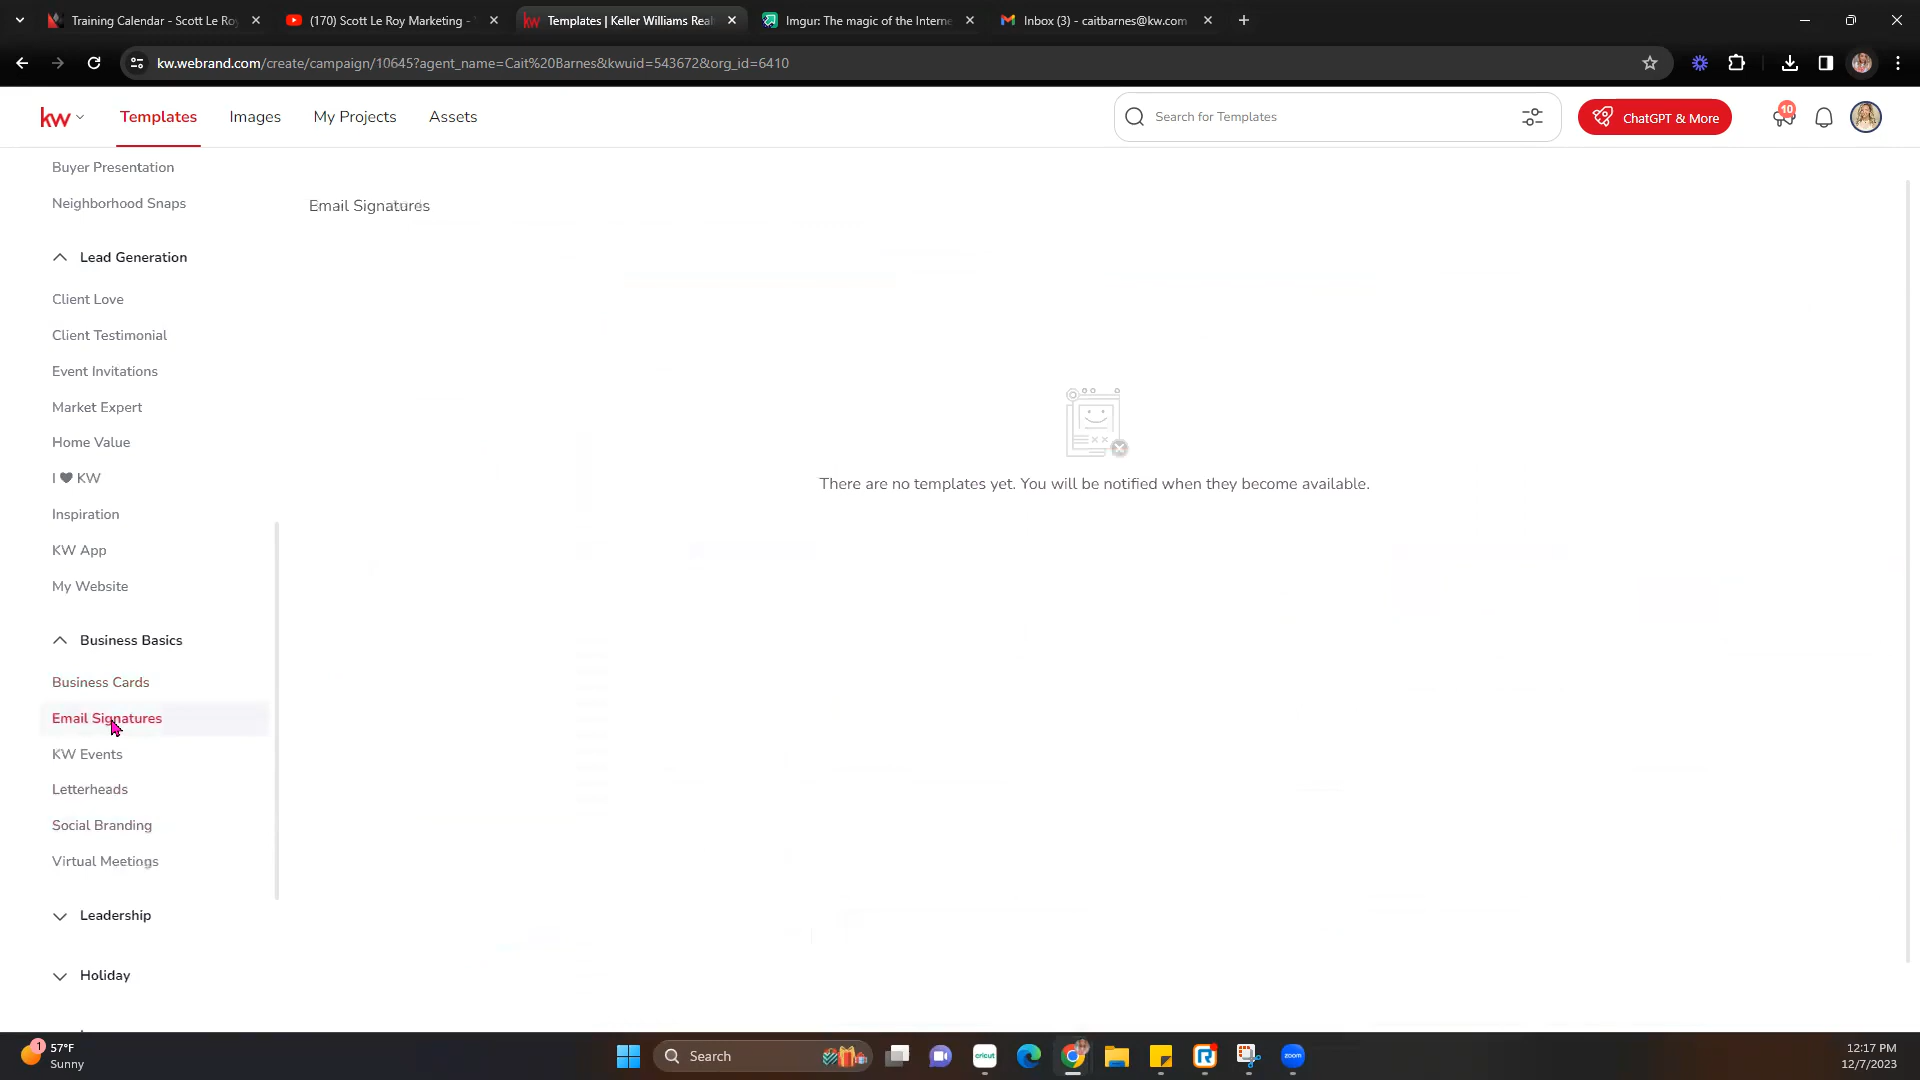 Training Calendar - Scott Le Ro
(170) Scott Le Roy Marketing -
Templates | Keller Williams Real
Imgur: The magic of the Interne
Inbox (3) - caitbarnes@kw.com
kw.webrand.com/create/campaign/10645?agent_name=Cait%20Barnes&kwuid=543672&org_id=6410
kw
Templates
Images
My Projects
Assets
Search for Templates
ChatGPT & More
10
Buyer Presentation
Neighborhood Snaps
Email Signatures
Lead Generation
Client Love
Client Testimonial
Event Invitations
Market Expert
Home Value
I ♥ KW
Inspiration
KW App
My Website
There are no templates yet. You will be notified when they become available.
Business Basics
Business Cards
Email Signatures
KW Events
Letterheads
Social Branding
Virtual Meetings
Leadership
Holiday
1
57°F
Sunny
Search
cricut
zoom
12:17 PM
12/7/2023